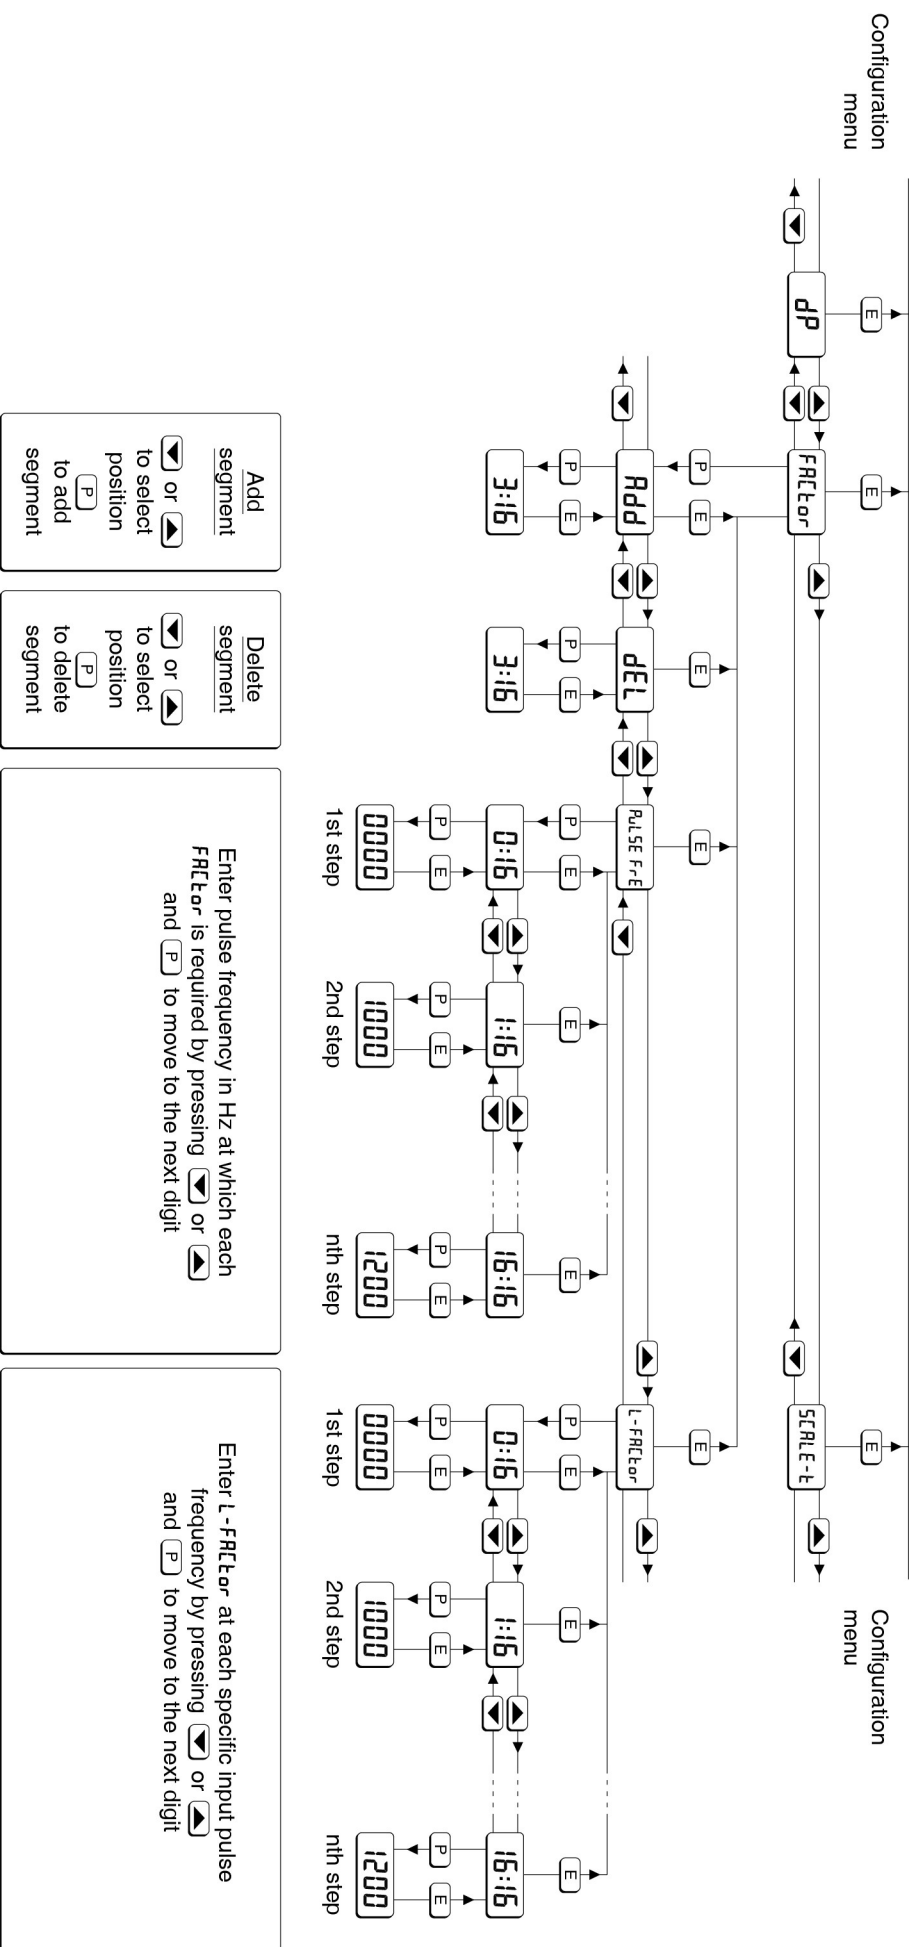 Configuration
menu
Configuration
menu
E
E
E
dP
FACtor
SCALE-t
P
E
E
E
E
Add
dEL
PuLSE FrE
L-FACtor
P
E
P
E
P
E
E
E
P
E
E
E
3:16
3:16
0:16
1:16
16:16
0:16
1:16
16:16
P
E
P
E
P
E
P
E
P
E
P
E
0000
1000
1200
0000
1000
1200
1st step
2nd step
nth step
1st step
2nd step
nth step
Add
segment
or
to select
position
P
to add
segment
Delete
segment
or
to select
position
P
to delete
segment
Enter pulse frequency in Hz at which each
FACtor is required by pressing or
and P to move to the next digit
Enter L-FACtor at each specific input pulse
frequency by pressing or
and P to move to the next digit